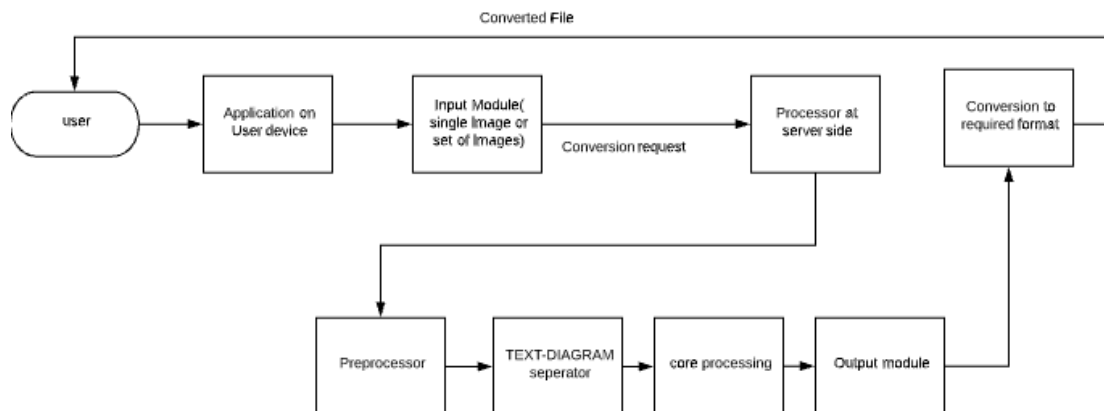 Converted File
user
Application on
User device
Input Module(
single Image or
set of Images)
Conversion request
Processor at
server side
Conversion to
required format
Preprocessor
TEXT-DIAGRAM
seperator
core processing
Output module